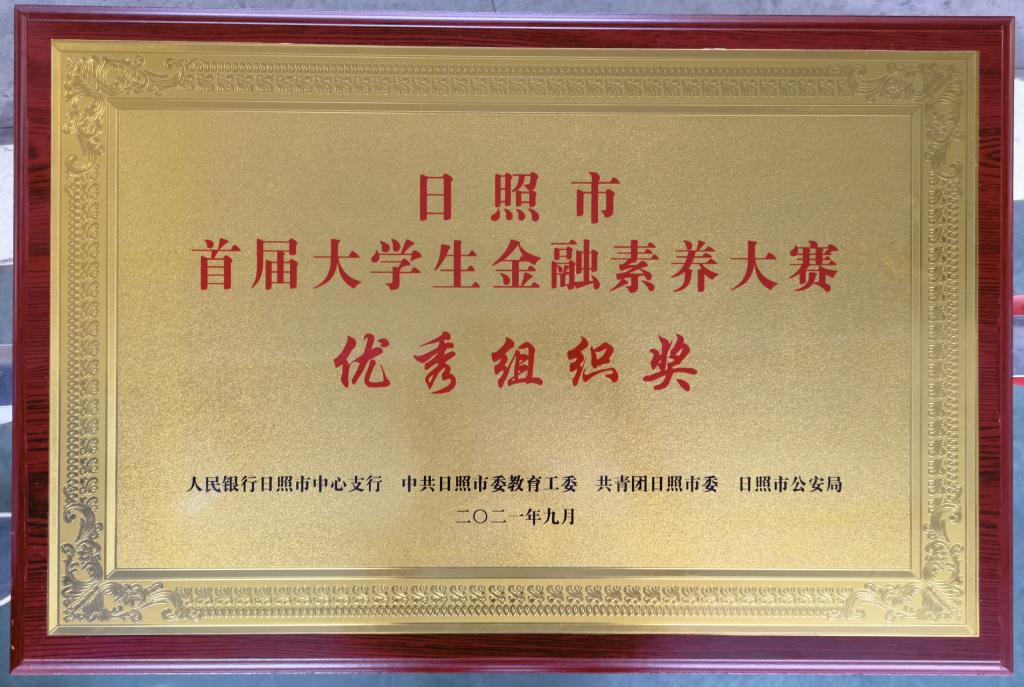 日照市
首届大学生金融素养大赛
优秀组织奖
人民银行日照市中心支行 中共日照市委教育工委 共青团日照市委 日照市公安局
二〇二一年九月